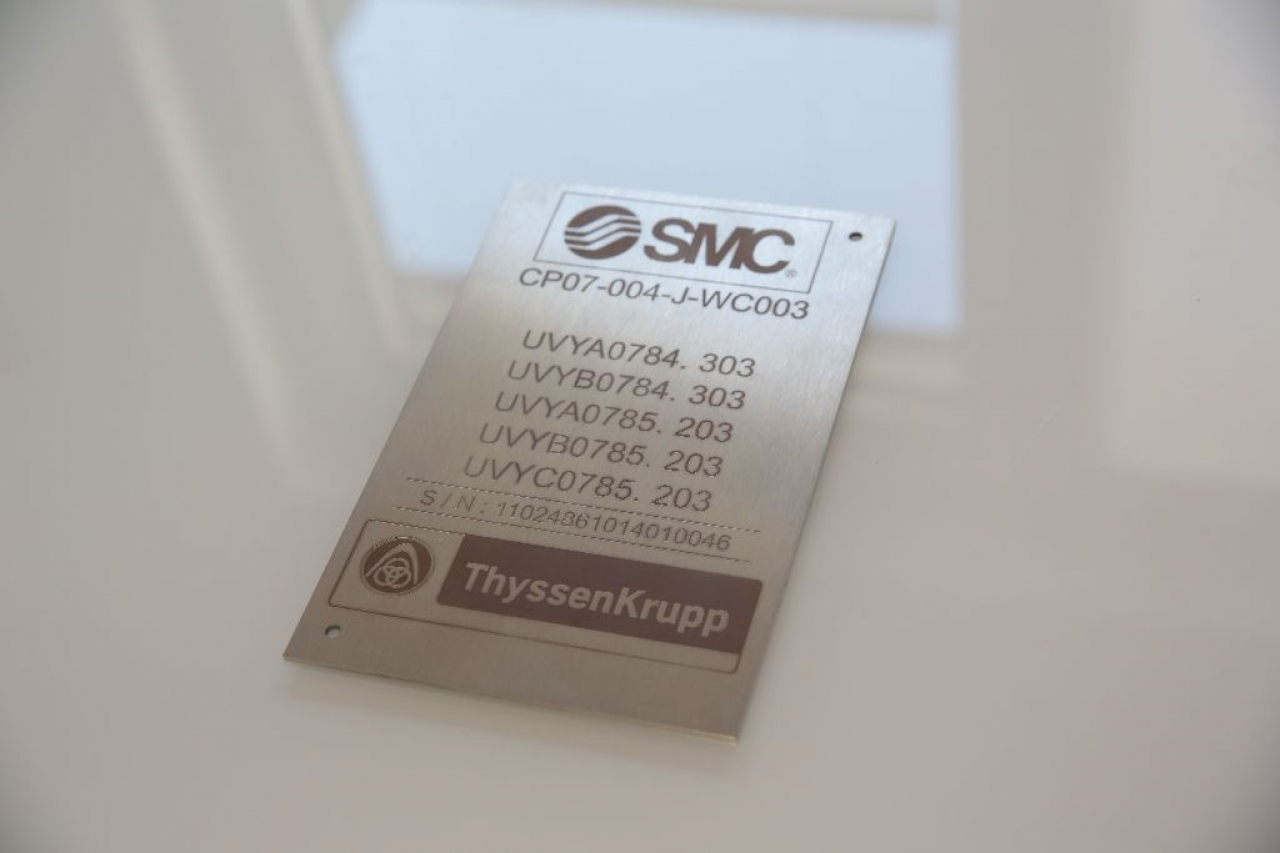 SMC®
CP07-004-J-WC003
UVYA0784. 303
UVYB0784. 303
UVYA0785. 203
UVYB0785. 203
UVYC0785. 203
S / N : 11024861014010046
ThyssenKrupp